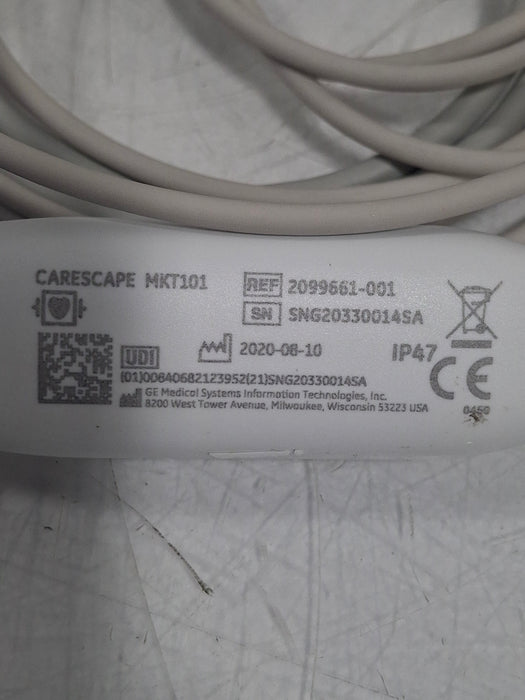 CARESCAPE MKT101
REF 2099661-001
SN SNG20330014SA
2020-08-10
IP47
UDI
(01)00840682123952(21)SNG20330014SA
GE Medical Systems Information Technologies, Inc.
8200 West Tower Avenue, Milwaukee, Wisconsin 53223 USA
CE
0459